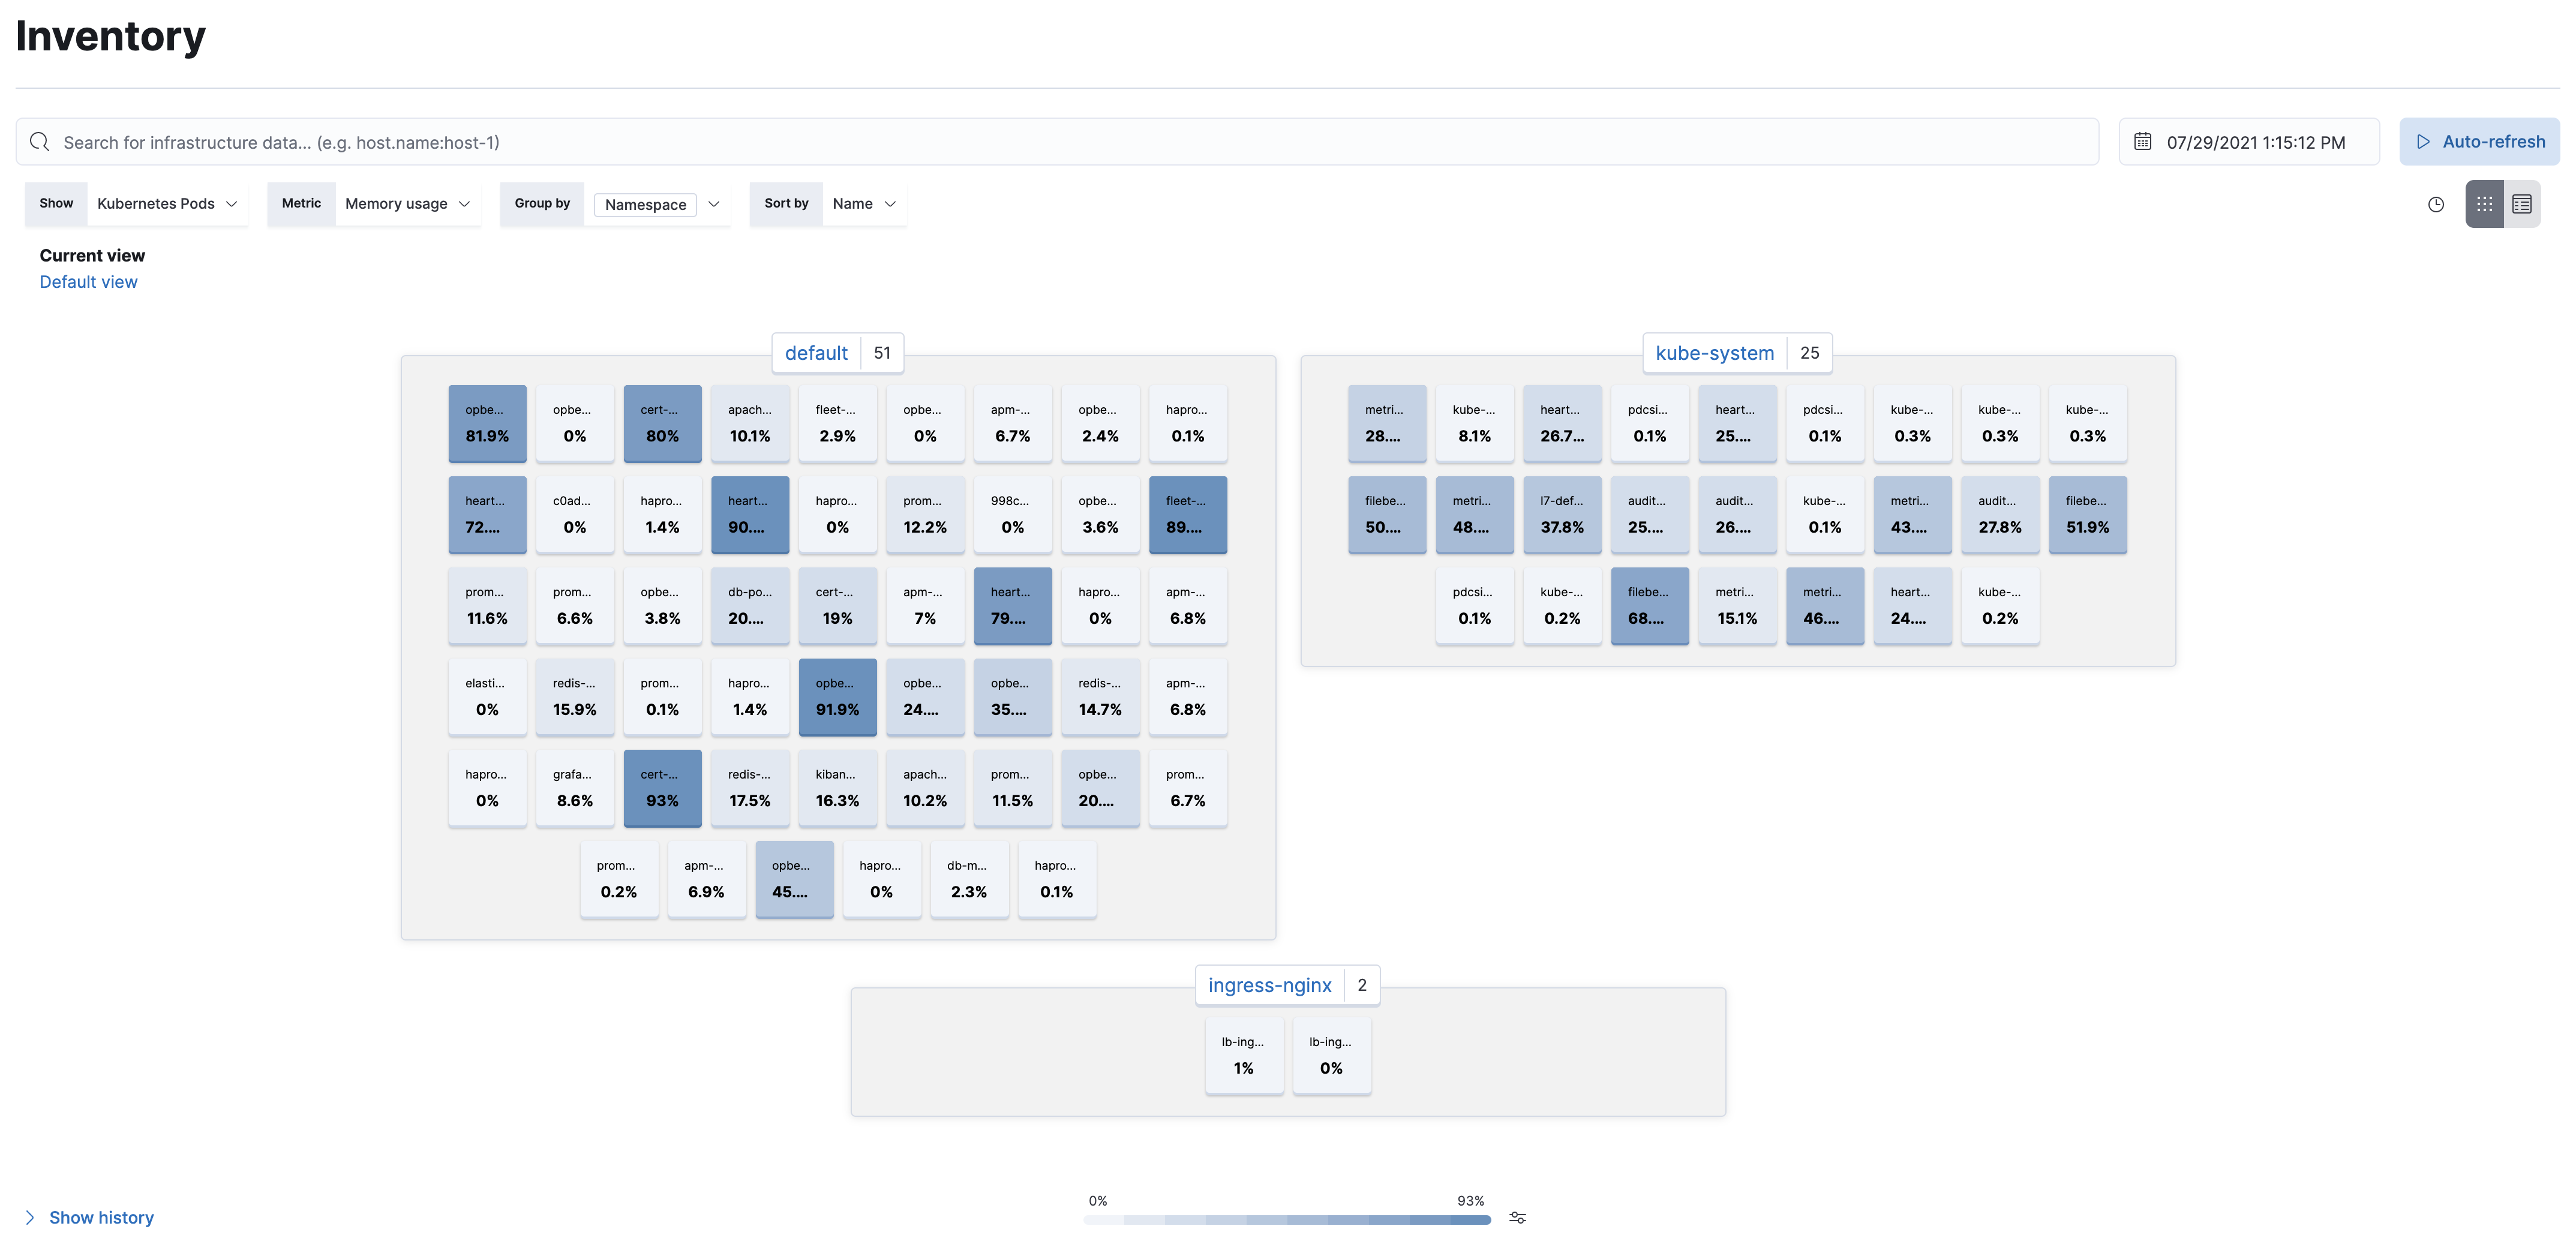 Inventory
Search for infrastructure data... (e.g. host.name:host-1)
07/29/2021 1:15:12 PM
Auto-refresh
Show Kubernetes Pods
Metric Memory usage
Group by Namespace
Sort by Name
Current view
Default view
default 51
opbe... opbe... cert-... apach... fleet-... opbe... apm-... opbe... hapro...
81.9% 0% 80% 10.1% 2.9% 0% 6.7% 2.4% 0.1%
heart... c0ad... hapro... heart... hapro... prom... 998c... opbe... fleet-...
72.... 0% 1.4% 90.... 0% 12.2% 0% 3.6% 89....
prom... prom... opbe... db-po... cert-... apm-... heart... hapro... apm-...
11.6% 6.6% 3.8% 20.... 19% 7% 79.... 0% 6.8%
elasti... redis-... prom... hapro... opbe... opbe... opbe... redis-... apm-...
0% 15.9% 0.1% 1.4% 91.9% 24.... 35.... 14.7% 6.8%
hapro... grafa... cert-... redis-... kiban... apach... prom... opbe... prom...
0% 8.6% 93% 17.5% 16.3% 10.2% 11.5% 20.... 6.7%
prom... apm-... opbe... hapro... db-m... hapro...
0.2% 6.9% 45.... 0% 2.3% 0.1%
kube-system 25
metri... kube-... heart... pdcsi... heart... pdcsi... kube-... kube-... kube-...
28.... 8.1% 26.7... 0.1% 25.... 0.1% 0.3% 0.3% 0.3%
filebe... metri... l7-def... audit... audit... kube-... metri... audit... filebe...
50.... 48.... 37.8% 25.... 26.... 0.1% 43.... 27.8% 51.9%
pdcsi... kube-... filebe... metri... metri... heart... kube-...
0.1% 0.2% 68.... 15.1% 46.... 24.... 0.2%
ingress-nginx 2
lb-ing... lb-ing...
1% 0%
0% 93%
Show history